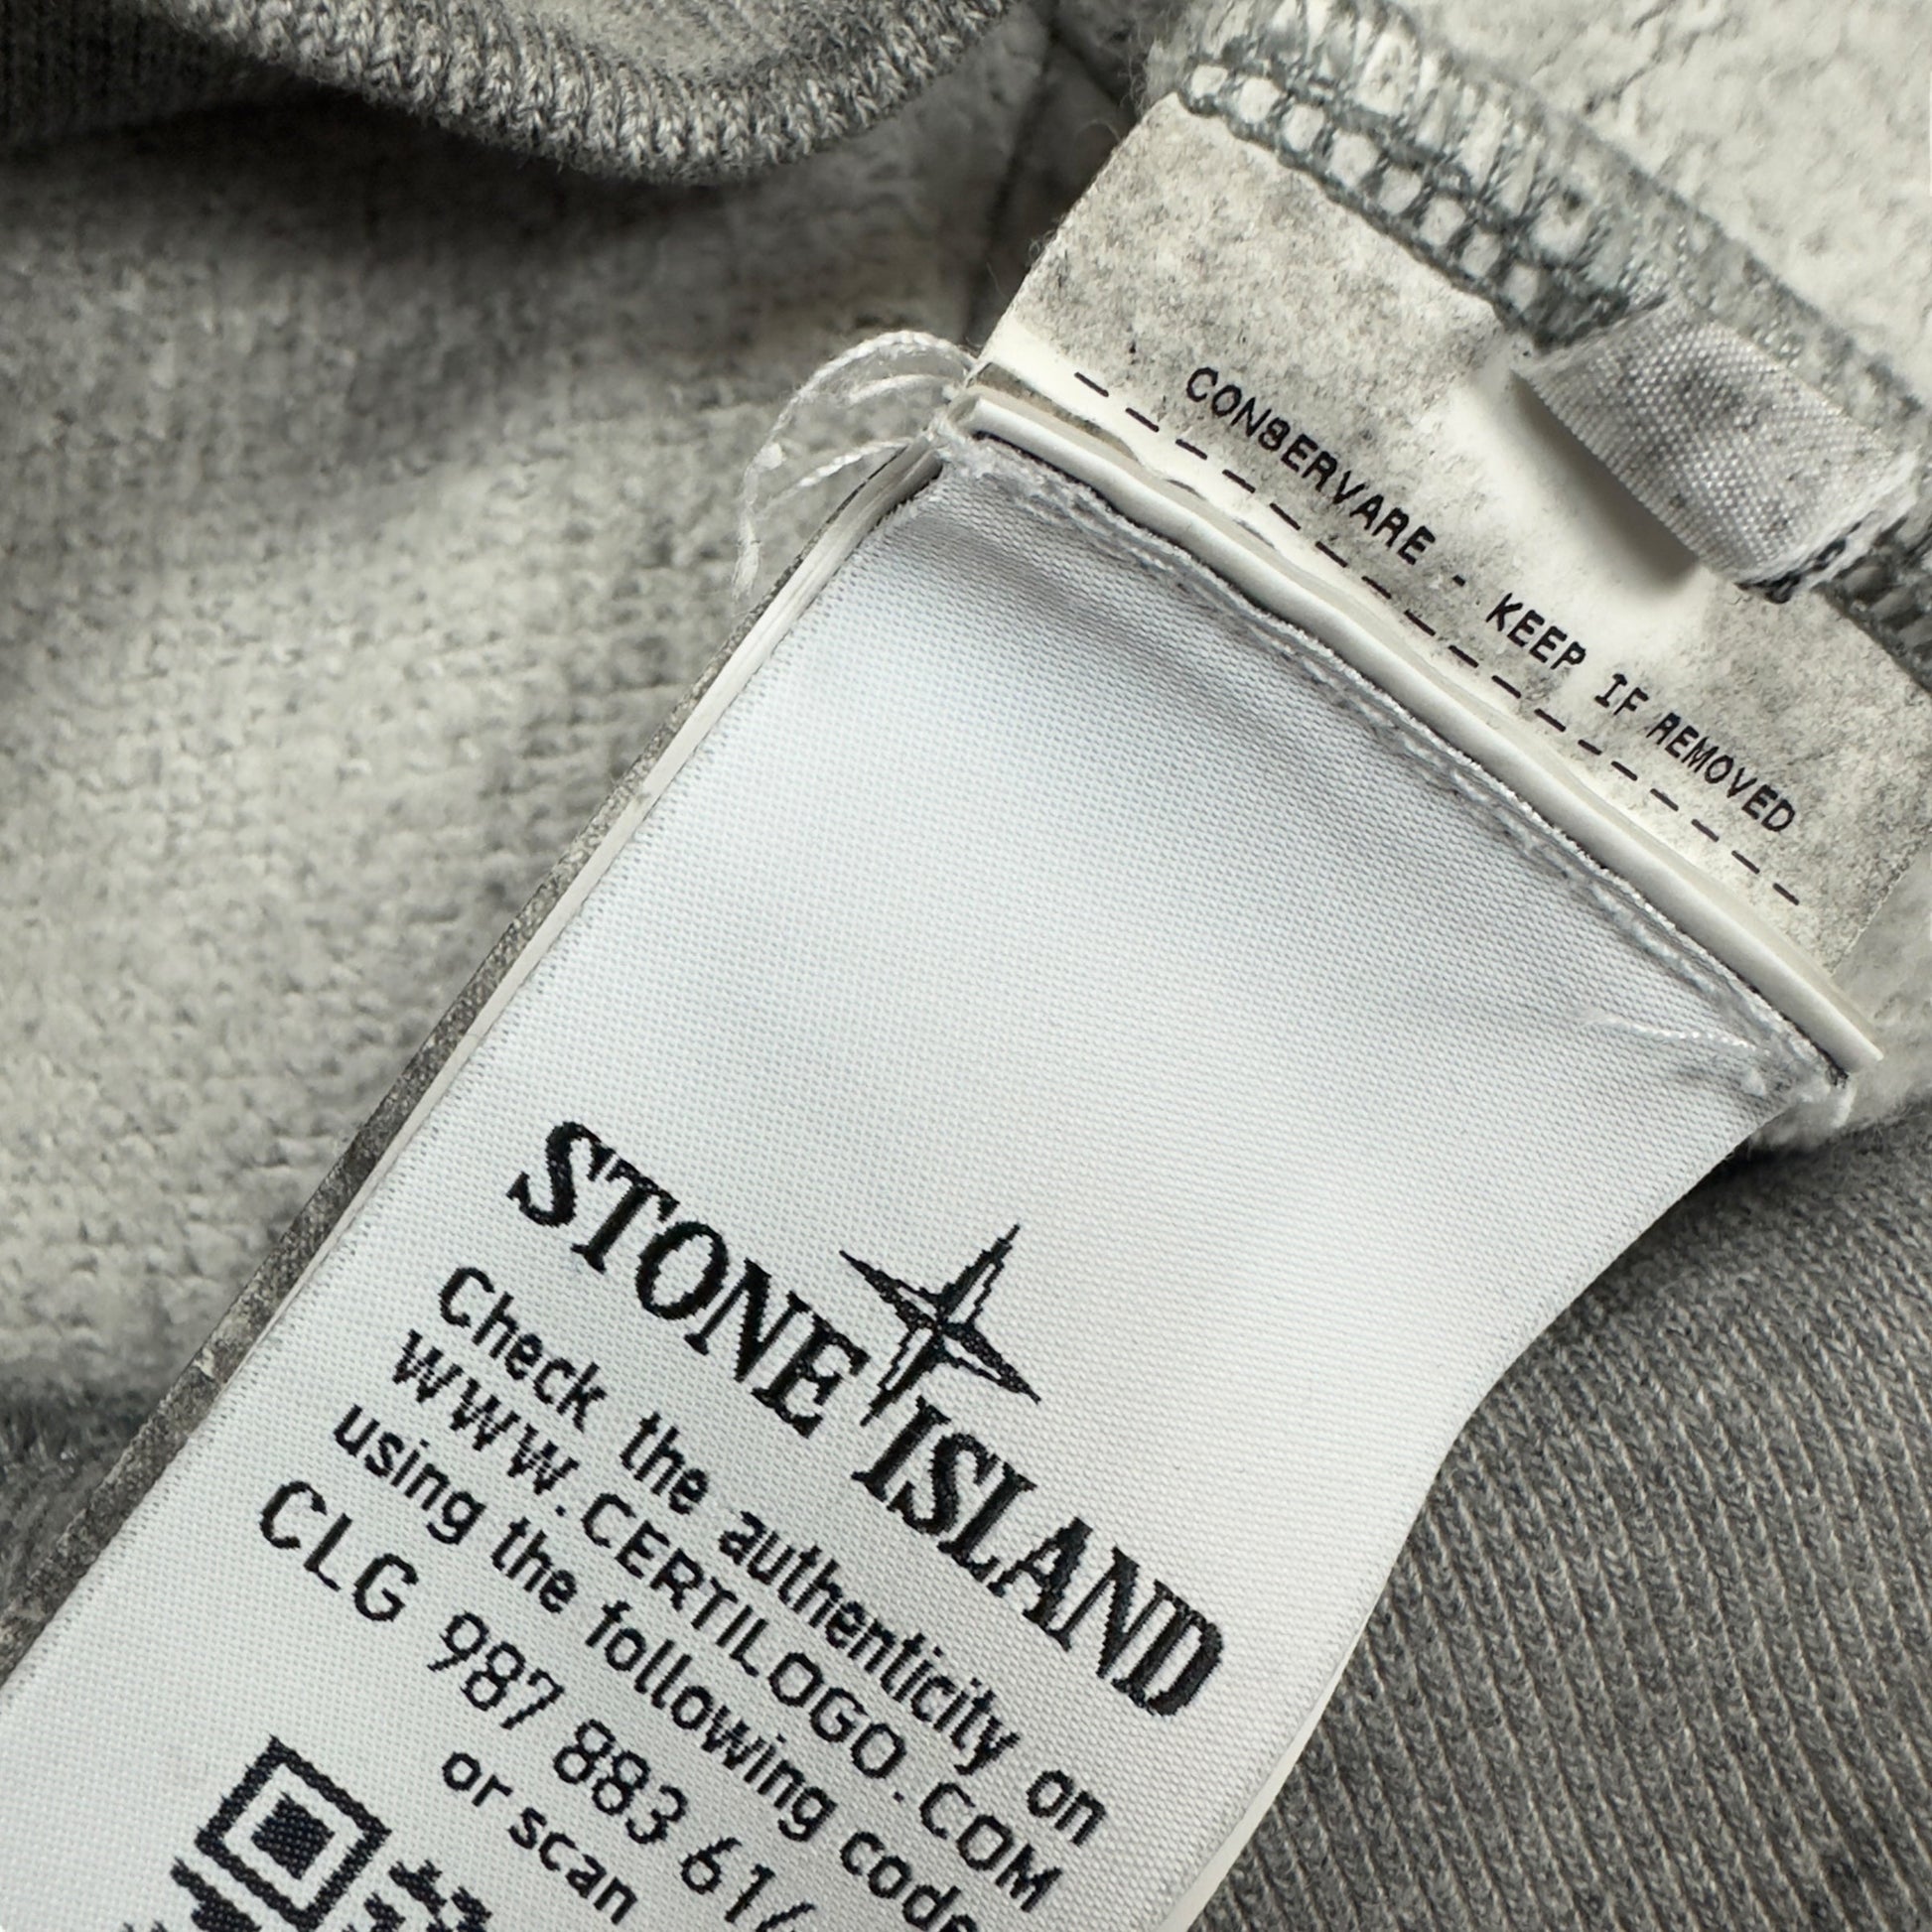 CONSERVARE - KEEP IF REMOVED
STONE ISLAND
Check the authenticity on
WWW.CERTILOGO.COM
using the following code
CLG 987 883 61
or scan